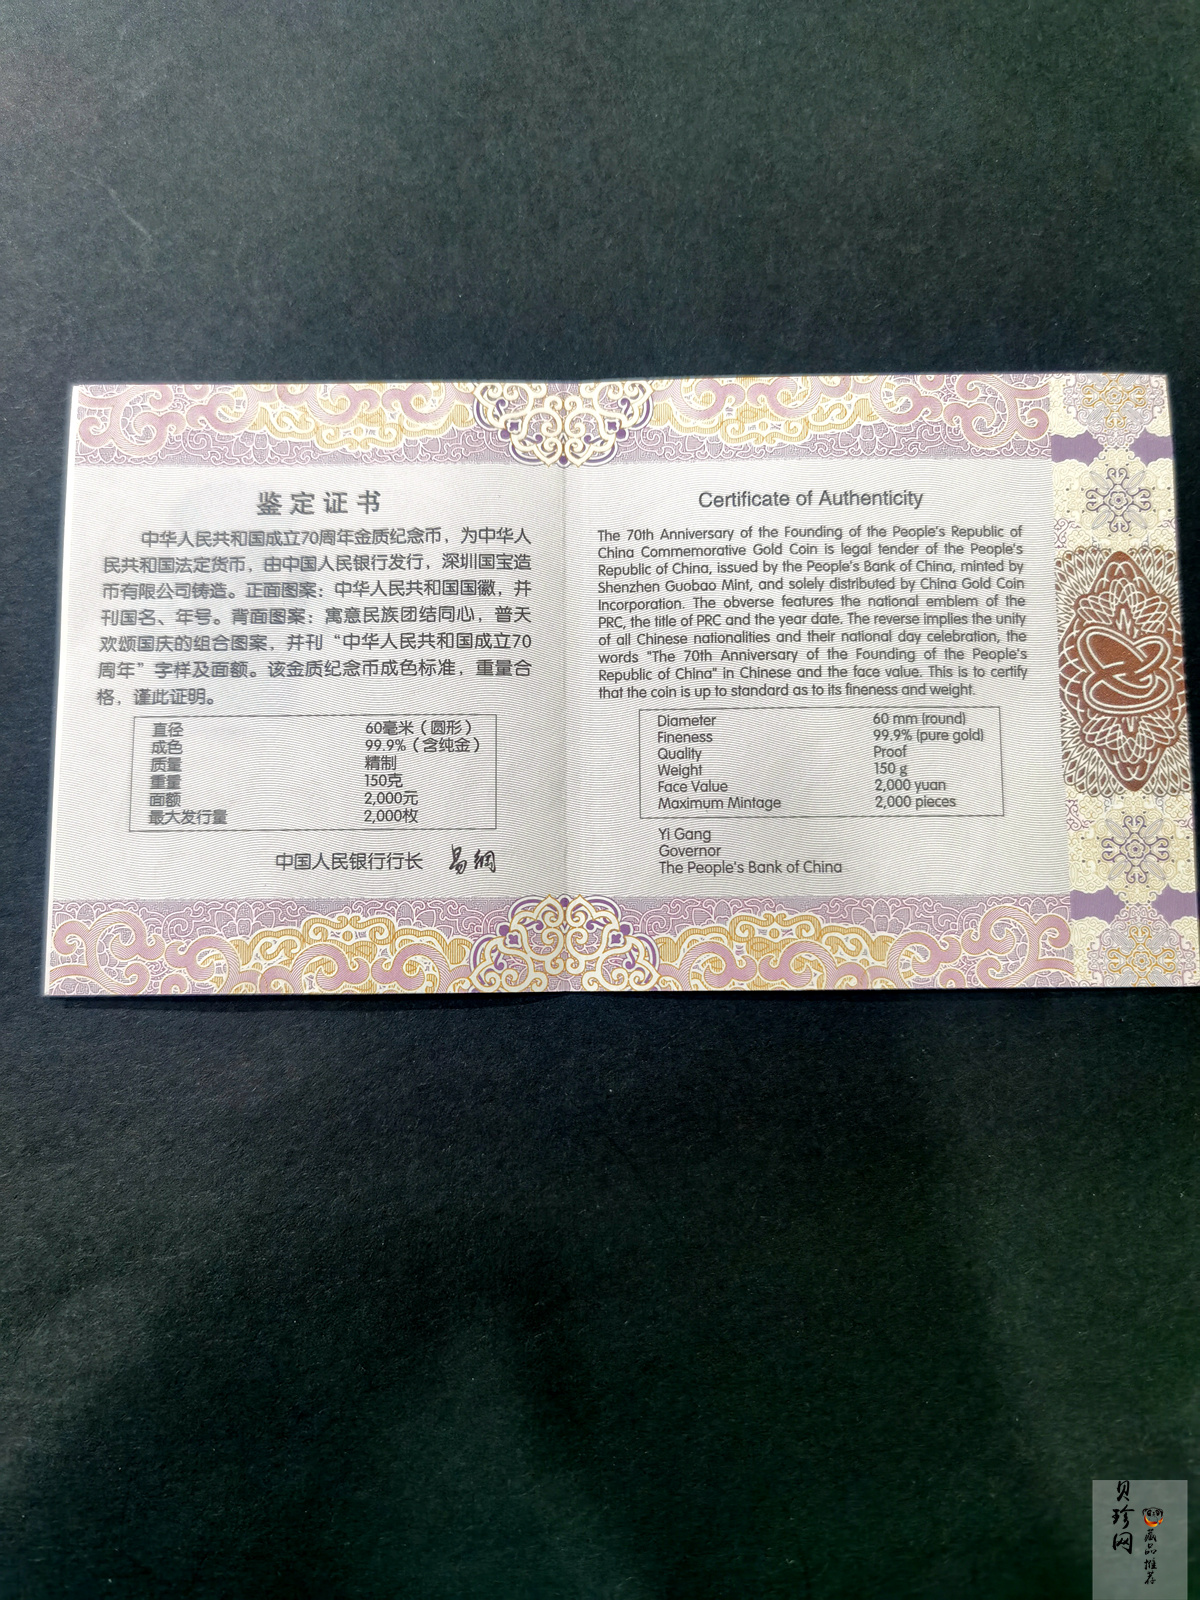 鉴定证书
中华人民共和国成立70周年金质纪念币，为中华人
民共和国法定货币，由中国人民银行发行，深圳国宝造
币有限公司铸造。正面图案：中华人民共和国国徽，并
刊国名、年号。背面图案：寓意民族团结同心，普天
欢颂国庆的组合图案，并刊“中华人民共和国成立70
周年”字样及面额。该金质纪念币成色标准，重量合
格，谨此证明。
直径 60毫米（圆形）
成色 99.9%（含纯金）
质量 精制
重量 150克
面额 2,000元
最大发行量 2,000枚
中国人民银行行长 易纲
Certificate of Authenticity
The 70th Anniversary of the Founding of the People's Republic of
China Commemorative Gold Coin is legal tender of the People's
Republic of China, issued by the People's Bank of China, minted by
Shenzhen Guobao Mint, and solely distributed by China Gold Coin
Incorporation. The obverse features the national emblem of the
PRC, the title of PRC and the year date. The reverse implies the unity
of all Chinese nationalities and their national day celebration, the
words "The 70th Anniversary of the Founding of the People's
Republic of China" in Chinese and the face value. This is to certify
that the coin is up to standard as to its fineness and weight.
Diameter 60 mm (round)
Fineness 99.9% (pure gold)
Quality Proof
Weight 150 g
Face Value 2,000 yuan
Maximum Mintage 2,000 pieces
Yi Gang
Governor
The People's Bank of China
贝珍网
藏品推荐